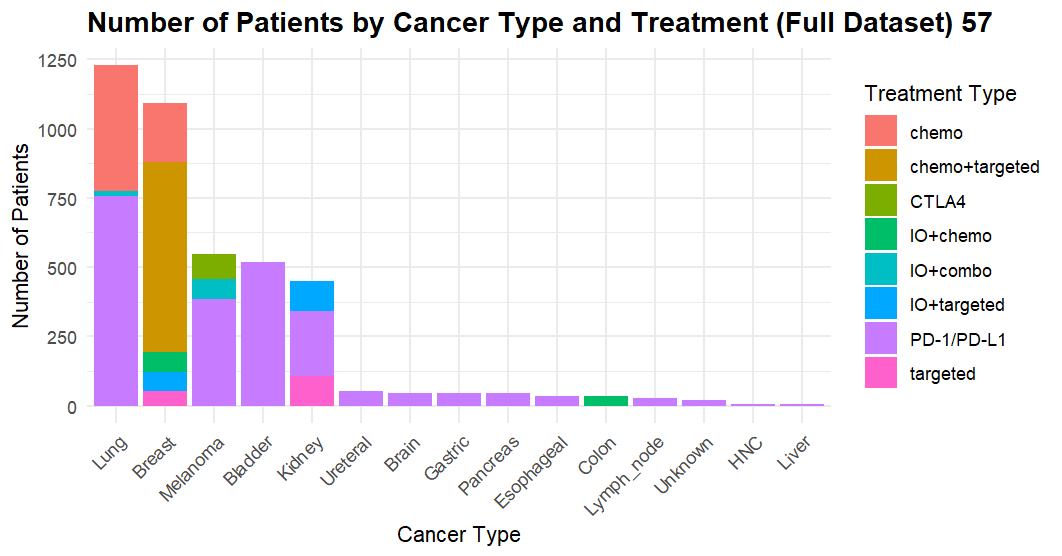 Number of Patients by Cancer Type and Treatment (Full Dataset) 57
Number of Patients
1250
1000
750
500
250
0
Lung
Breast
Melanoma
Bladder
Kidney
Ureteral
Brain
Gastric
Pancreas
Esophageal
Colon
Lymph_node
Unknown
HNC
Liver
Cancer Type
Treatment Type
chemo
chemo+targeted
CTLA4
IO+chemo
IO+combo
IO+targeted
PD-1/PD-L1
targeted